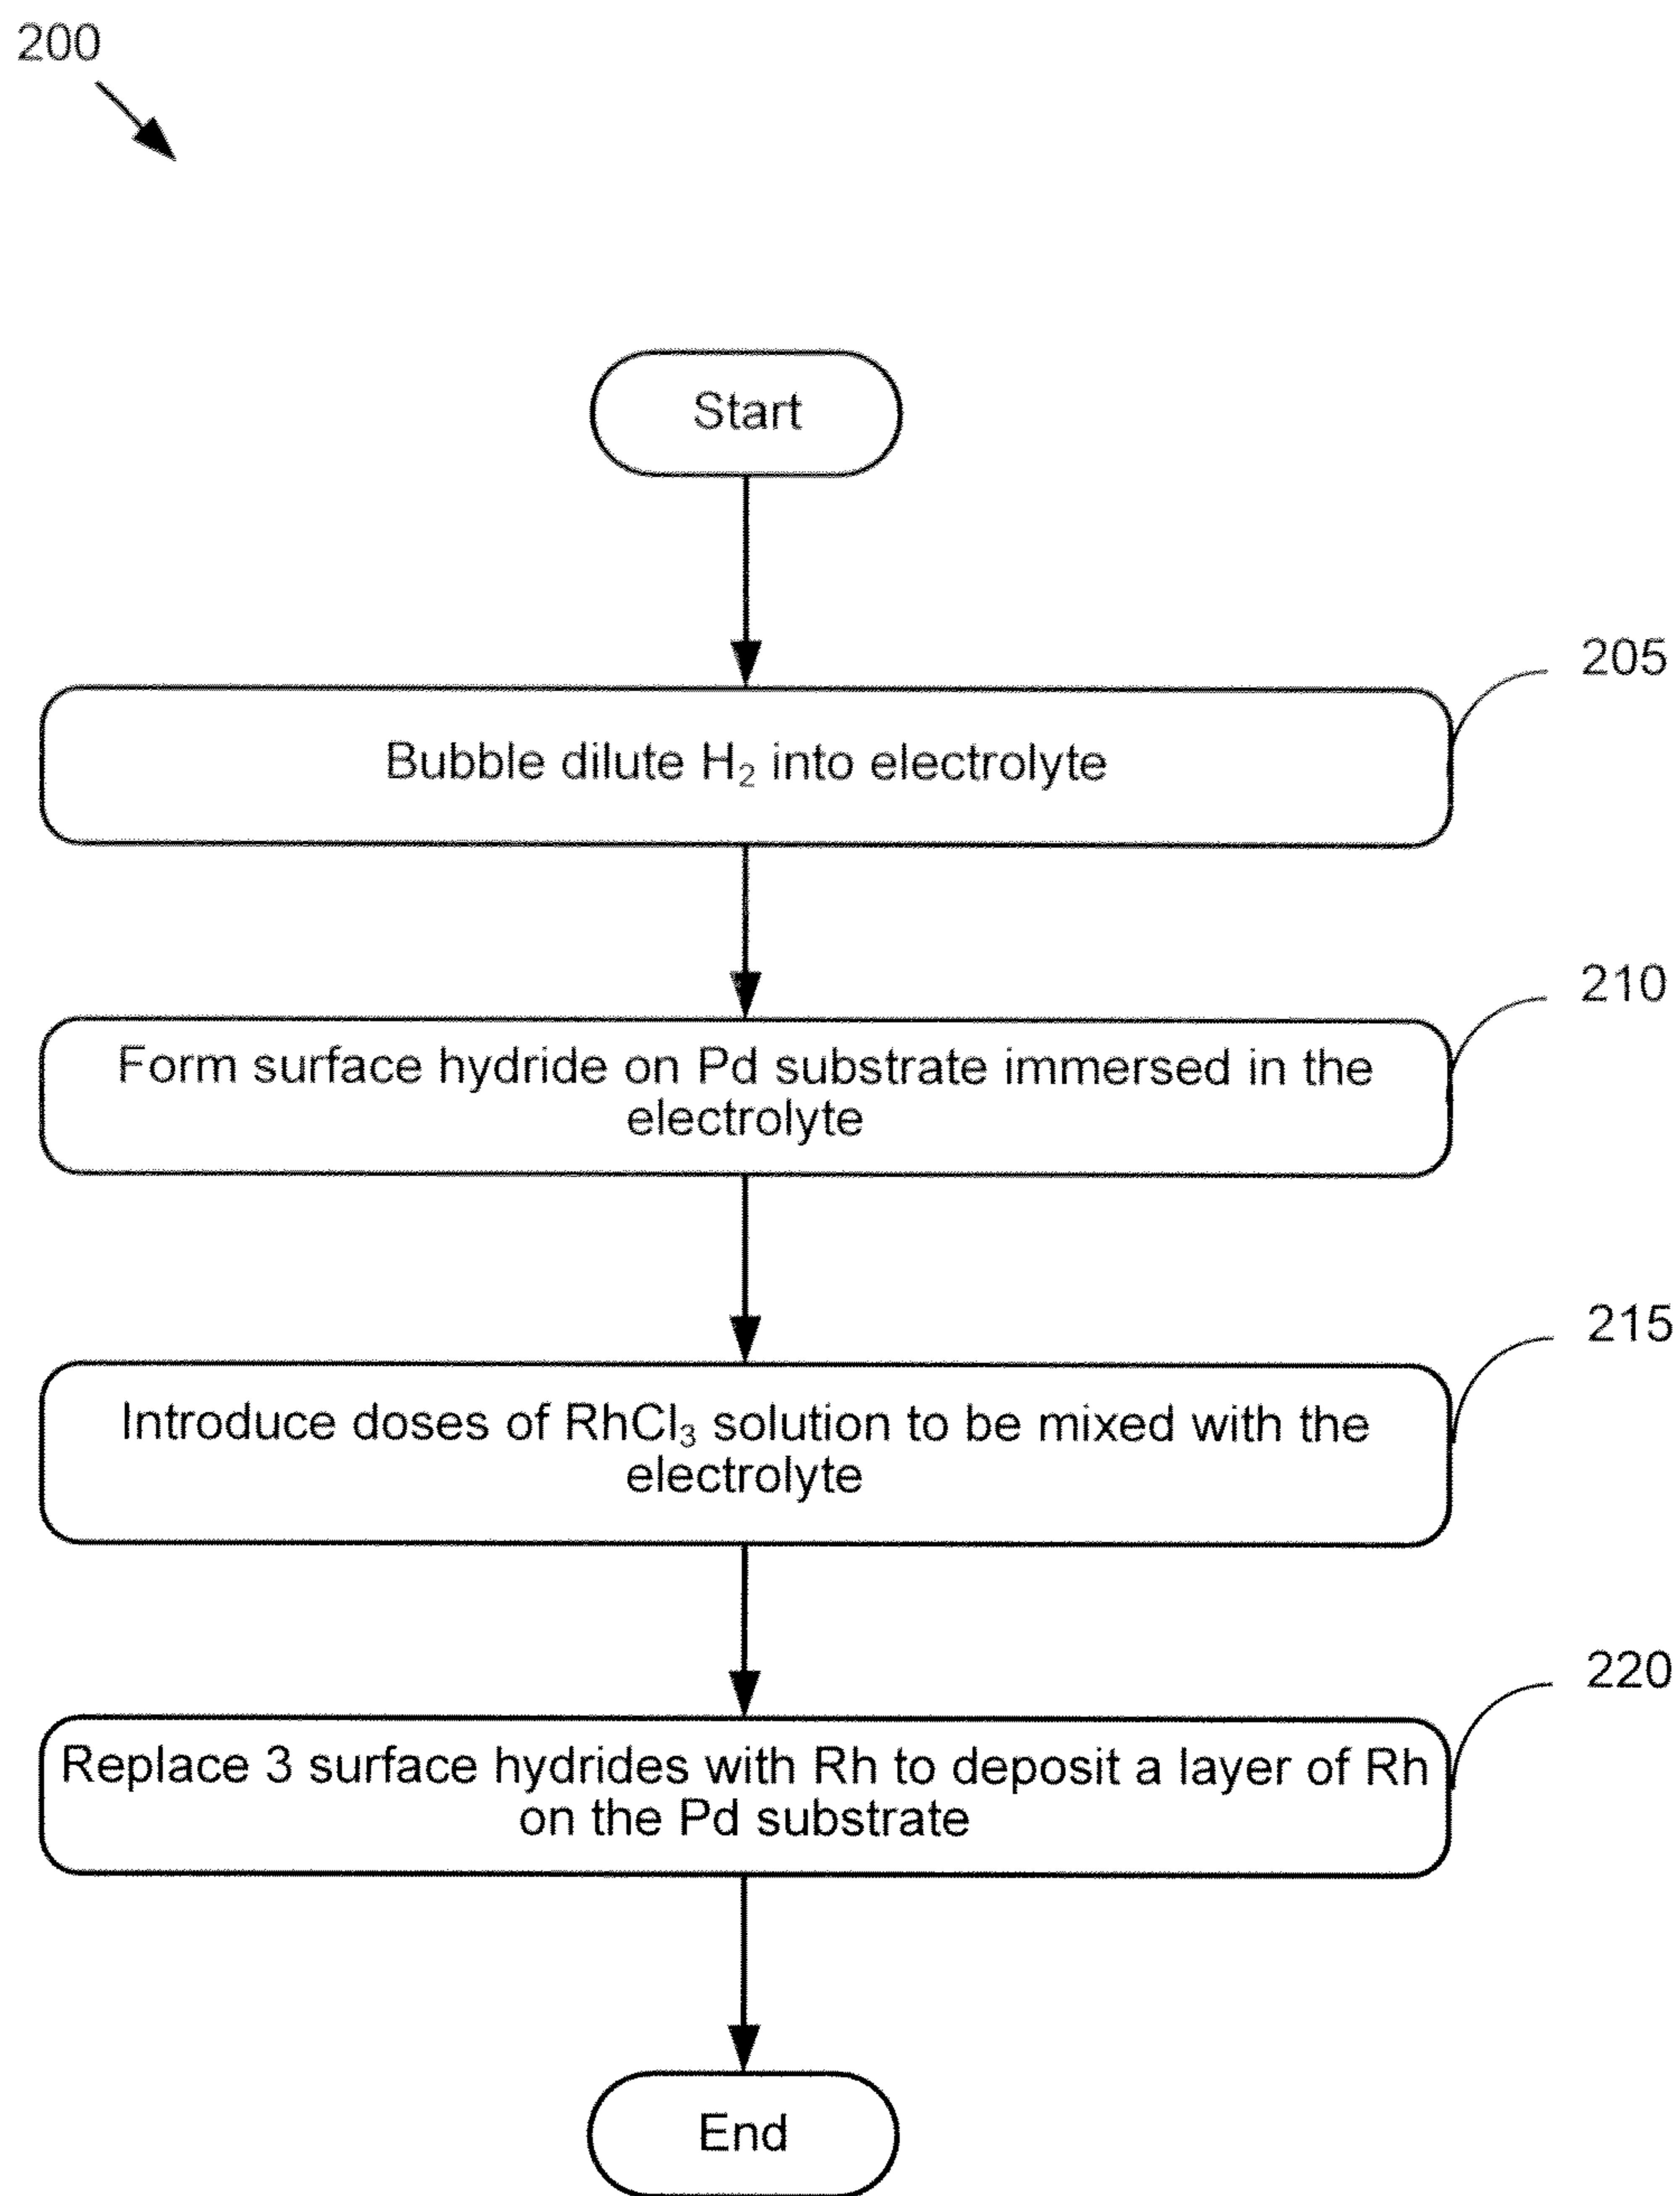 200
Start
205
Bubble dilute H₂ into electrolyte
210
Form surface hydride on Pd substrate immersed in the
electrolyte
215
Introduce doses of RhCl₃ solution to be mixed with the
electrolyte
220
Replace 3 surface hydrides with Rh to deposit a layer of Rh
on the Pd substrate
End